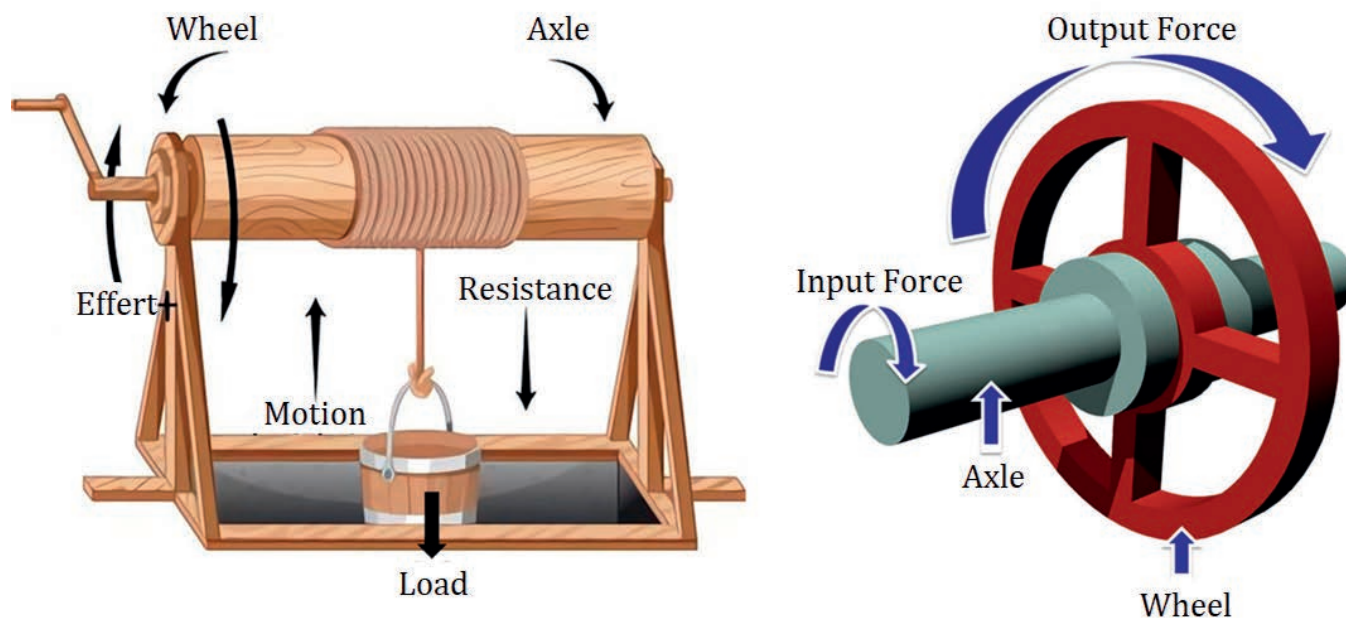 Wheel
Axle
Effert
Resistance
Motion
Load
Output Force
Input Force
Axle
Wheel